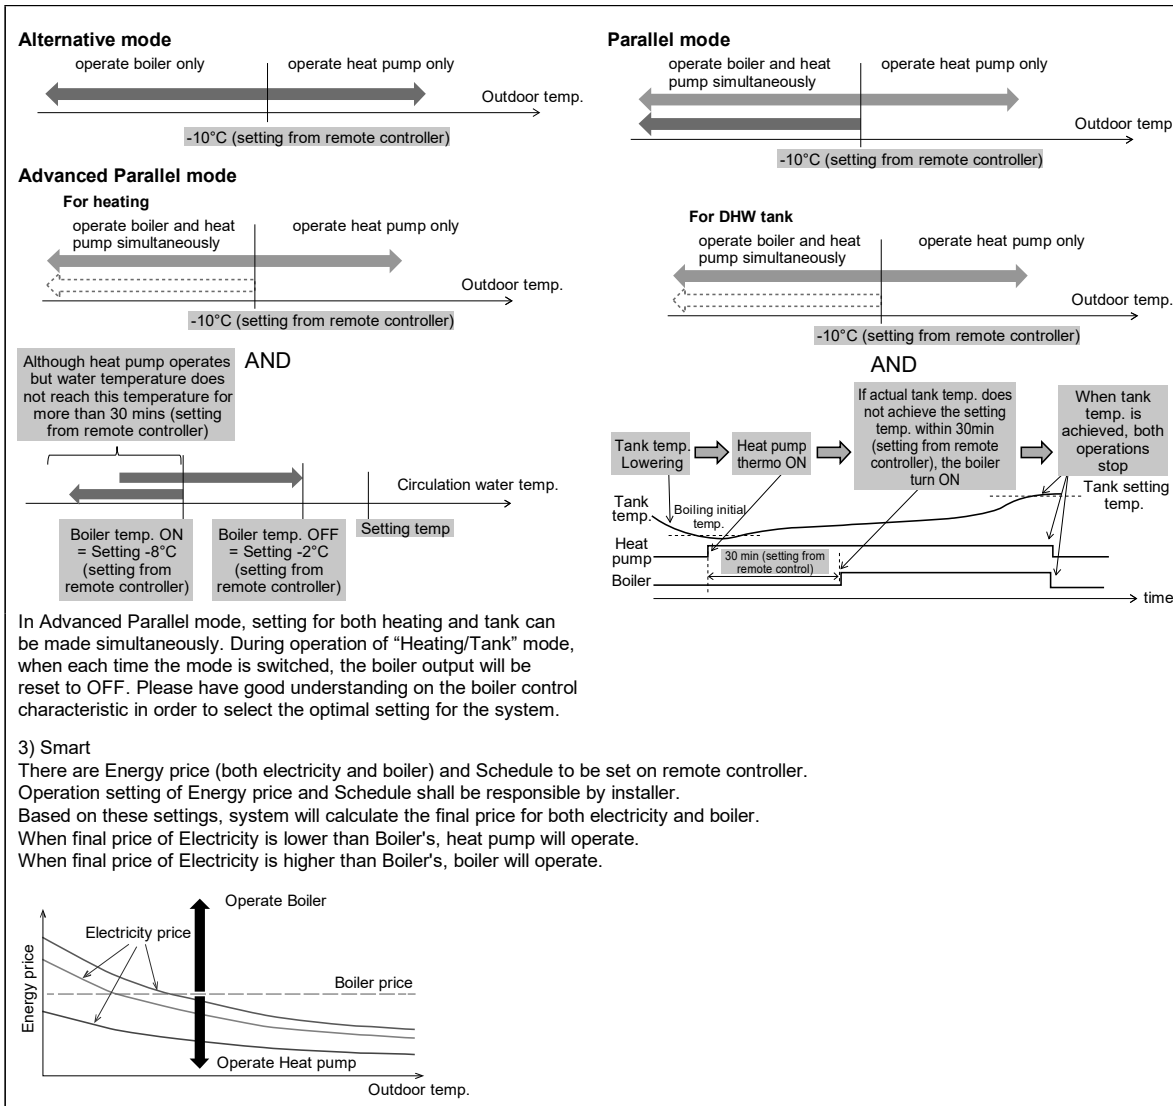 Alternative mode
operate boiler only
operate heat pump only
Outdoor temp.
-10°C (setting from remote controller)
Parallel mode
operate boiler and heat
pump simultaneously
operate heat pump only
Outdoor temp.
-10°C (setting from remote controller)
Advanced Parallel mode
For heating
operate boiler and heat
pump simultaneously
operate heat pump only
Outdoor temp.
-10°C (setting from remote controller)
AND
Although heat pump operates
but water temperature does
not reach this temperature for
more than 30 mins (setting
from remote controller)
Circulation water temp.
Boiler temp. ON
= Setting -8°C
(setting from
remote controller)
Boiler temp. OFF
= Setting -2°C
(setting from
remote controller)
Setting temp
For DHW tank
operate boiler and heat
pump simultaneously
operate heat pump only
Outdoor temp.
-10°C (setting from remote controller)
AND
Tank temp.
Lowering
Heat pump
thermo ON
If actual tank temp. does
not achieve the setting
temp. within 30min
(setting from remote
controller), the boiler
turn ON
When tank
temp. is
achieved, both
operations
stop
Tank
temp.
Boiling initial
temp.
Tank setting
temp.
Heat
pump
30 min (setting from
remote control)
Boiler
time
In Advanced Parallel mode, setting for both heating and tank can
be made simultaneously. During operation of “Heating/Tank” mode,
when each time the mode is switched, the boiler output will be
reset to OFF. Please have good understanding on the boiler control
characteristic in order to select the optimal setting for the system.
3) Smart
There are Energy price (both electricity and boiler) and Schedule to be set on remote controller.
Operation setting of Energy price and Schedule shall be responsible by installer.
Based on these settings, system will calculate the final price for both electricity and boiler.
When final price of Electricity is lower than Boiler's, heat pump will operate.
When final price of Electricity is higher than Boiler's, boiler will operate.
Operate Boiler
Electricity price
Boiler price
Energy price
Operate Heat pump
Outdoor temp.